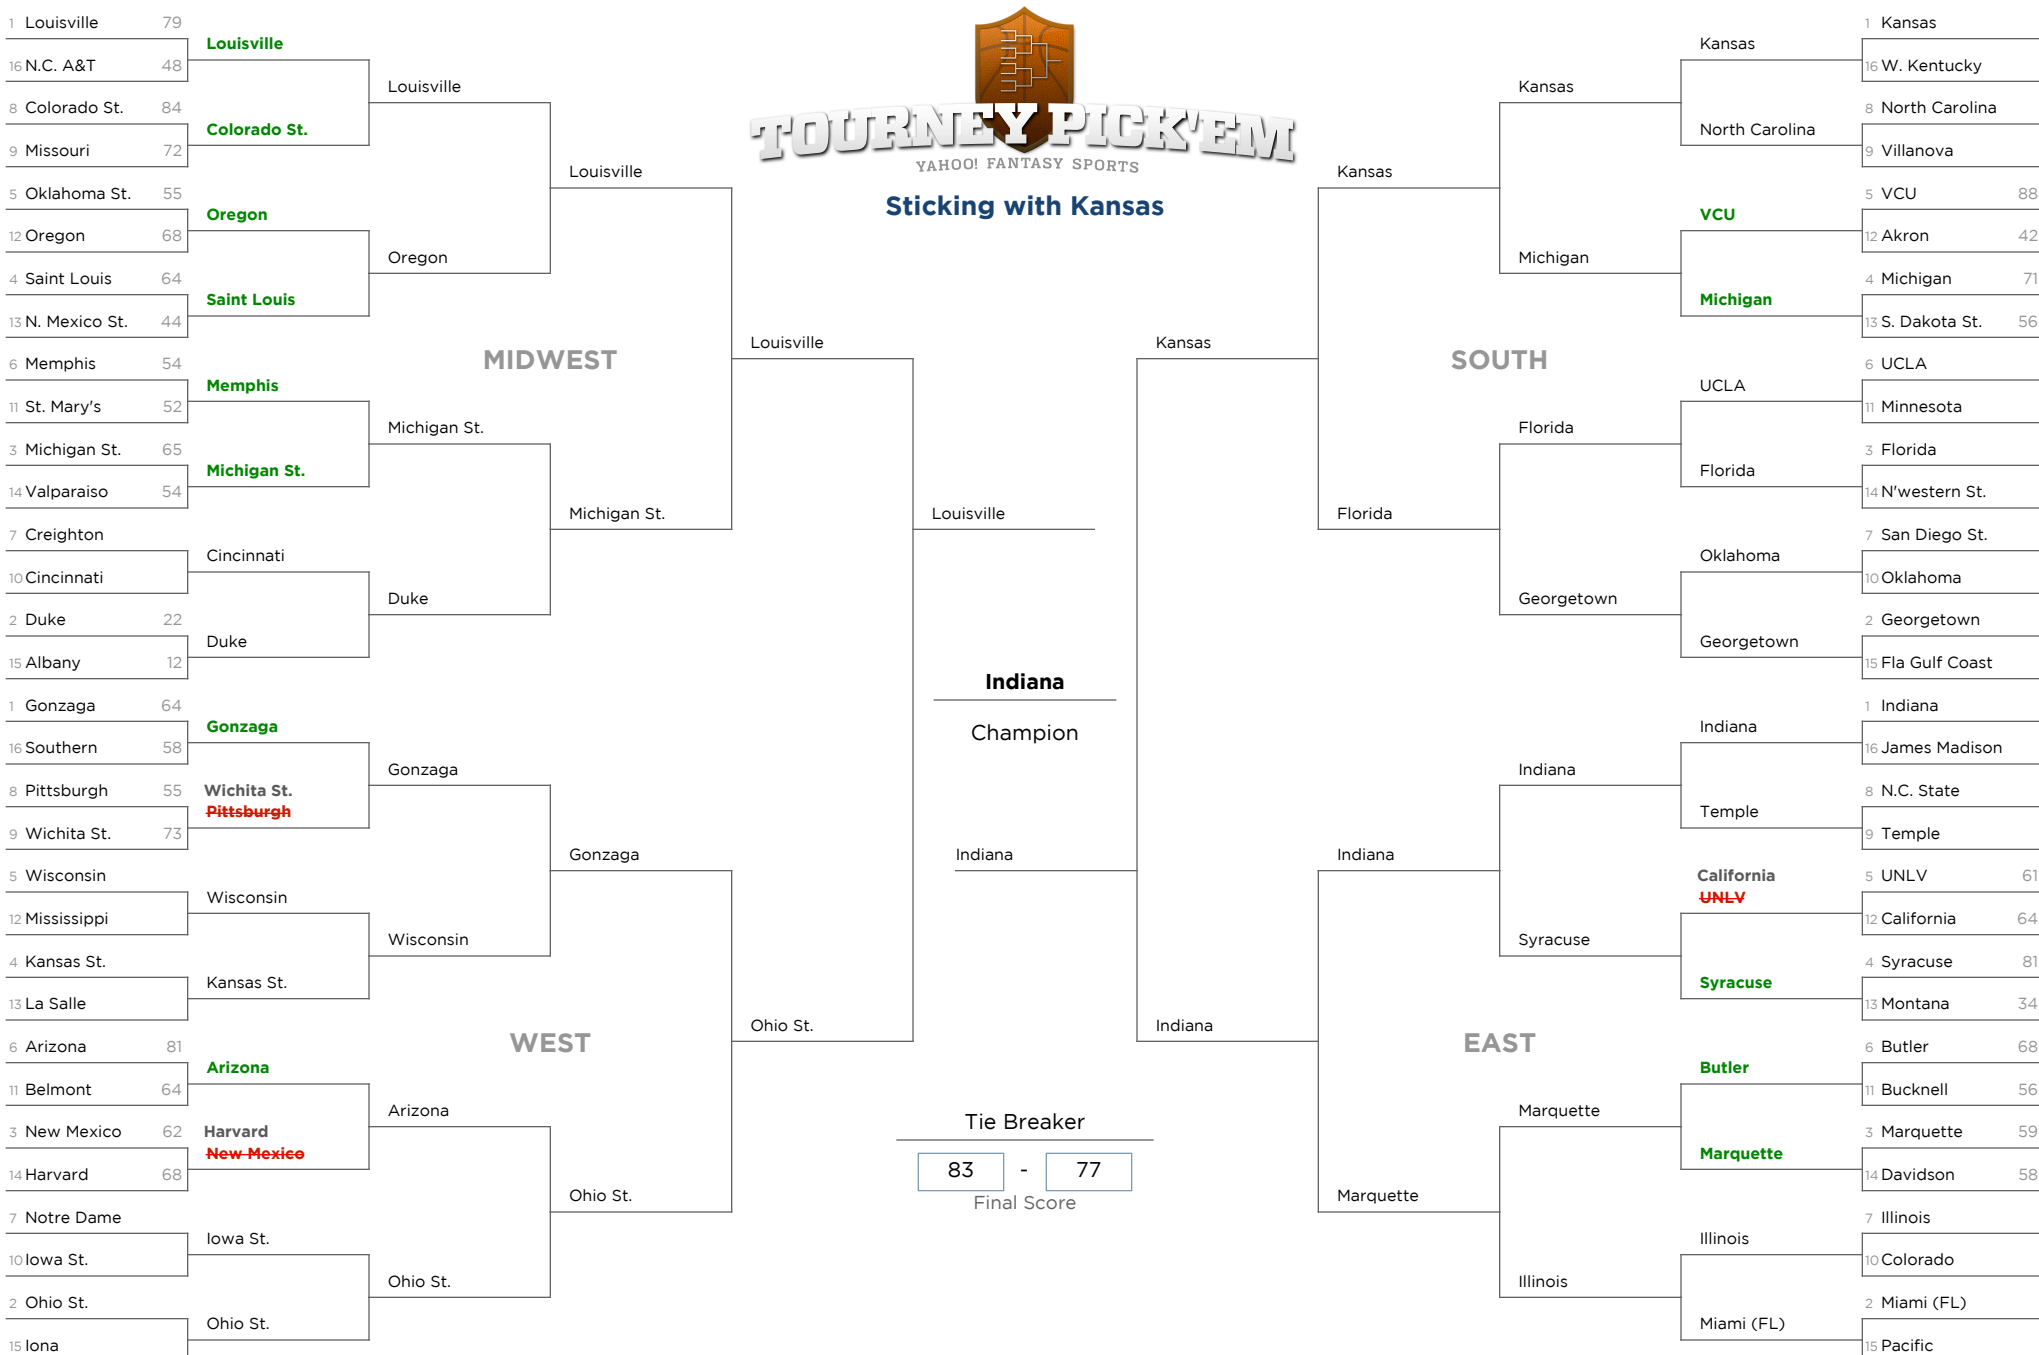 TOURNEY PICK'EM
YAHOO! FANTASY SPORTS
Sticking with Kansas
1 Louisville 79
16 N.C. A&T 48
8 Colorado St. 84
9 Missouri 72
5 Oklahoma St. 55
12 Oregon 68
4 Saint Louis 64
13 N. Mexico St. 44
6 Memphis 54
11 St. Mary's 52
3 Michigan St. 65
14 Valparaiso 54
7 Creighton
10 Cincinnati
2 Duke 22
15 Albany 12
Louisville
Colorado St.
Oregon
Saint Louis
Memphis
Michigan St.
Cincinnati
Duke
Louisville
Oregon
Michigan St.
Duke
MIDWEST
Louisville
Michigan St.
Louisville
1 Gonzaga 64
16 Southern 58
8 Pittsburgh 55
9 Wichita St. 73
5 Wisconsin
12 Mississippi
4 Kansas St.
13 La Salle
6 Arizona 81
11 Belmont 64
3 New Mexico 62
14 Harvard 68
7 Notre Dame
10 Iowa St.
2 Ohio St.
15 Iona
Gonzaga
Wichita St.
Pittsburgh
Wisconsin
Kansas St.
Arizona
Harvard
New Mexico
Iowa St.
Ohio St.
Gonzaga
Wisconsin
Arizona
Ohio St.
WEST
Gonzaga
Ohio St.
Ohio St.
Louisville
Indiana
Champion
Indiana
Tie Breaker
83 - 77
Final Score
Kansas
Kansas
Florida
SOUTH
Kansas
Michigan
Florida
Georgetown
Kansas
North Carolina
VCU
Michigan
UCLA
Florida
Oklahoma
Georgetown
1 Kansas
16 W. Kentucky
8 North Carolina
9 Villanova
5 VCU 88
12 Akron 42
4 Michigan 71
13 S. Dakota St. 56
6 UCLA
11 Minnesota
3 Florida
14 N'western St.
7 San Diego St.
10 Oklahoma
2 Georgetown
15 Fla Gulf Coast
Indiana
Indiana
Marquette
EAST
Indiana
Syracuse
Marquette
Illinois
Indiana
Temple
California
UNLV
Syracuse
Butler
Marquette
Illinois
Miami (FL)
1 Indiana
16 James Madison
8 N.C. State
9 Temple
5 UNLV 61
12 California 64
4 Syracuse 81
13 Montana 34
6 Butler 68
11 Bucknell 56
3 Marquette 59
14 Davidson 58
7 Illinois
10 Colorado
2 Miami (FL)
15 Pacific